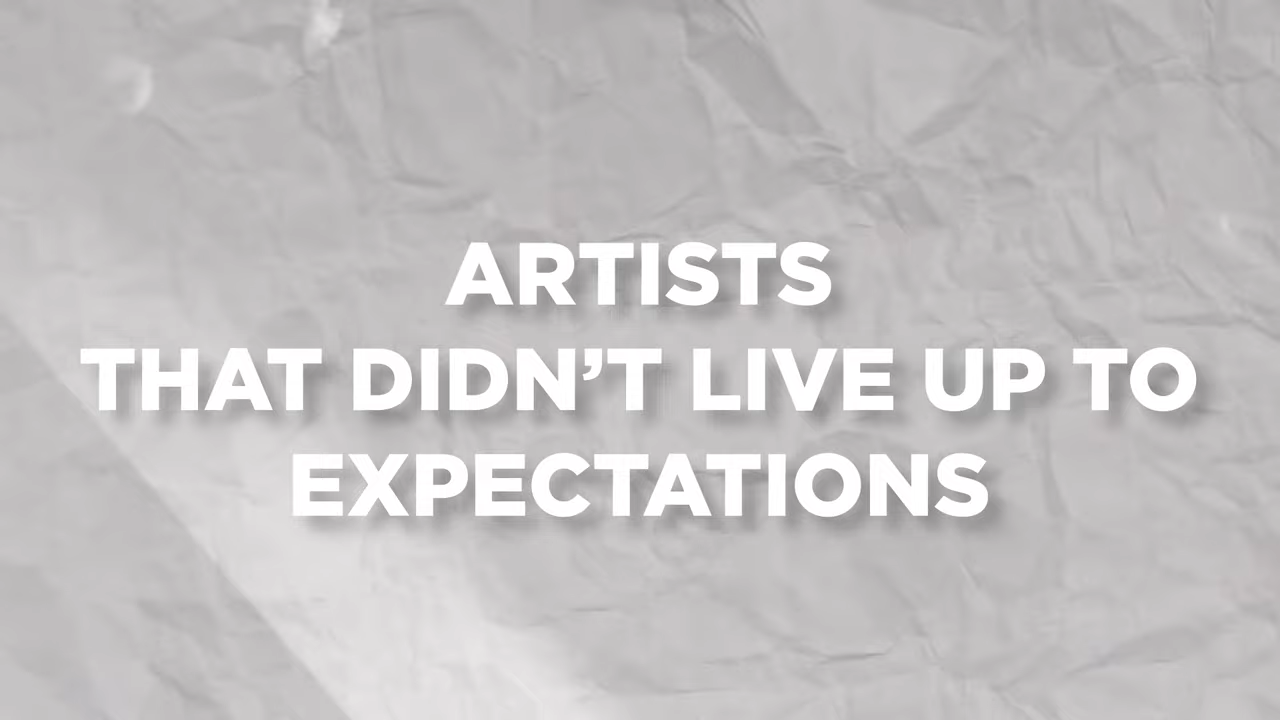 ARTISTS
THAT DIDN’T LIVE UP TO
EXPECTATIONS